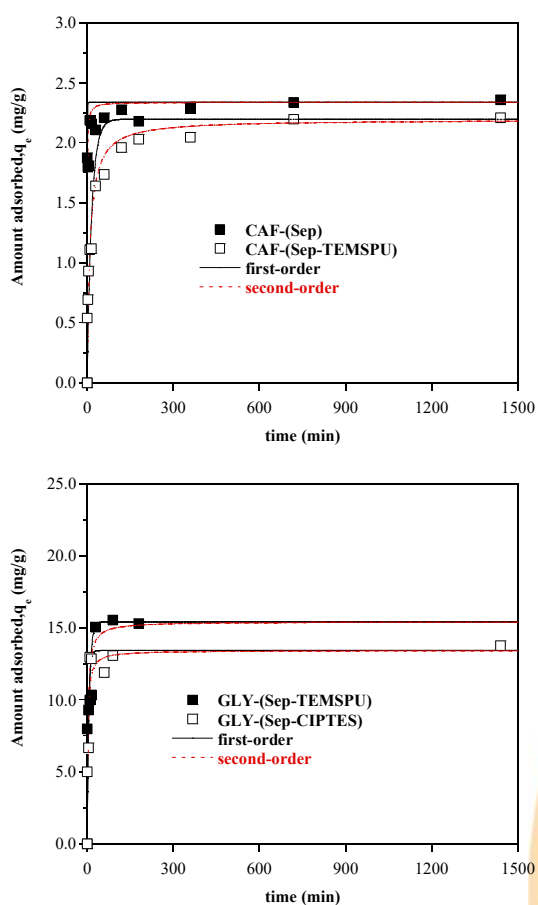 3.0
2.5
2.0
1.5
1.0
0.5
0.0
Amount adsorbed,qe (mg/g)
CAF-(Sep)
CAF-(Sep-TEMSPU)
first-order
second-order
0 300 600 900 1200 1500
time (min)
25.0
20.0
15.0
10.0
5.0
0.0
Amount adsorbed,qe (mg/g)
GLY-(Sep-TEMSPU)
GLY-(Sep-CIPTES)
first-order
second-order
0 300 600 900 1200 1500
time (min)